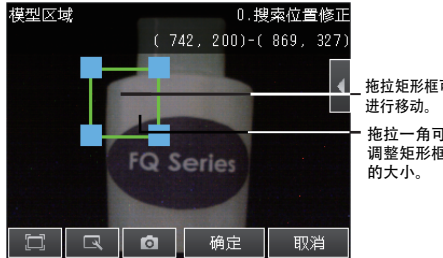 模型区域
0.搜索位置修正
( 742, 200)-( 869, 327)
拖拉矩形框可
进行移动。
拖拉一角可
调整矩形框
的大小。
FQ Series
确定
取消